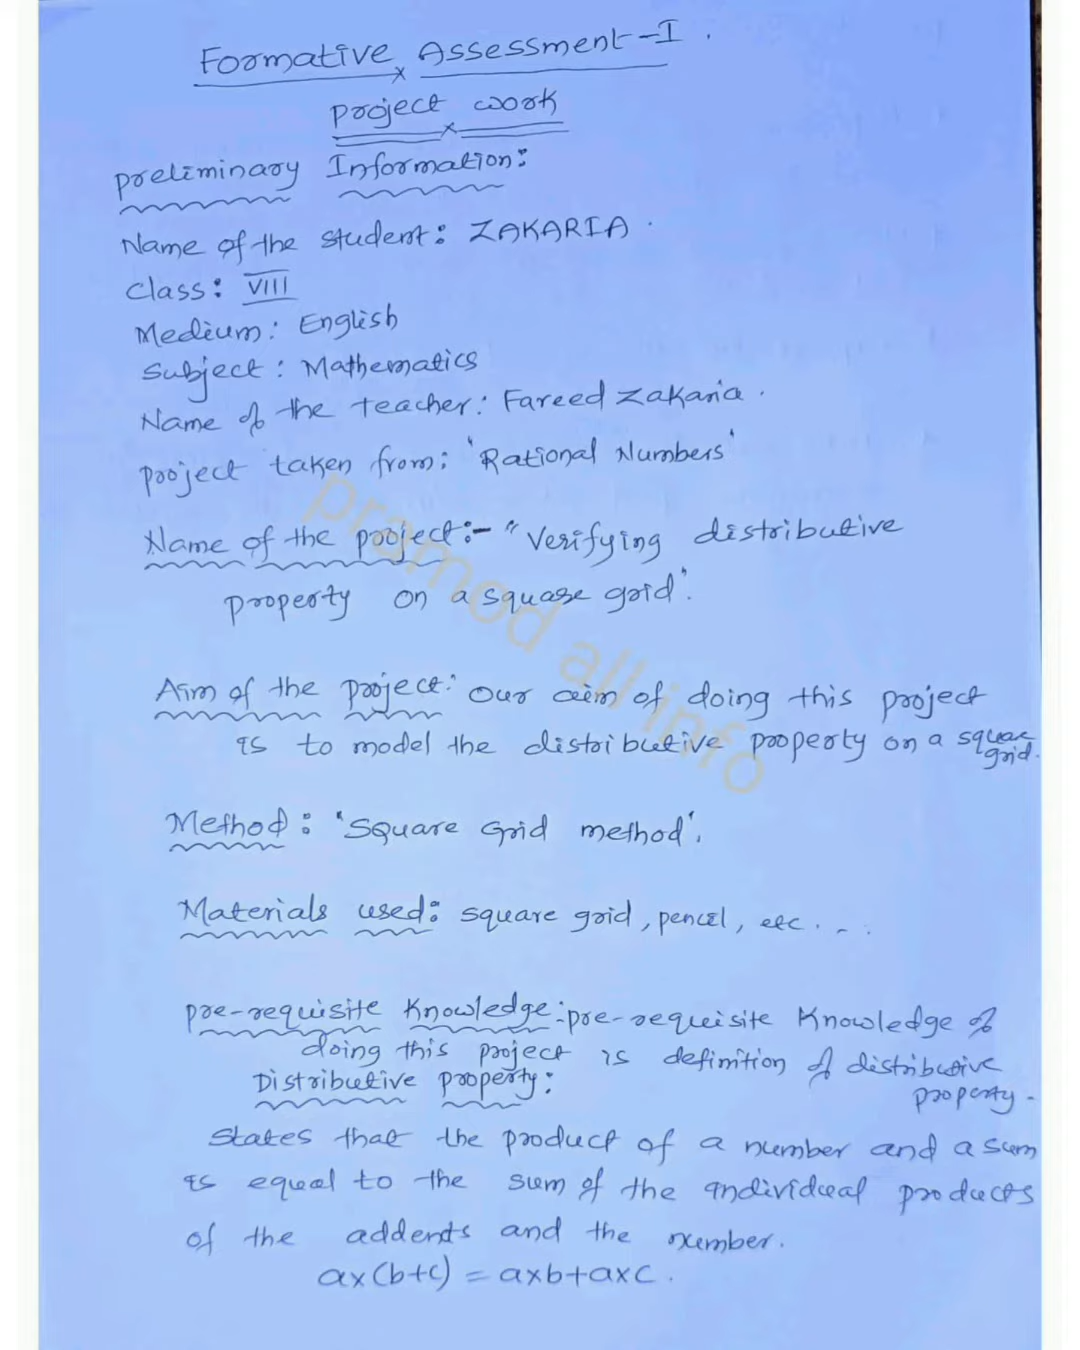 Formative Assessment-I.
project work
preliminary Information:
Name of the student: ZAKARIA.
class: VIII
Medium: English
Subject: Mathematics
Name of the teacher: Fareed Zakaria.
project taken from: 'Rational Numbers'
Name of the project:- "Verifying distributive
property on a square grid".
Aim of the project: Our aim of doing this project
is to model the distributive property on a square
grid.
Method: 'Square Grid method'.
Materials used: square grid, pencil, etc...
pre-requisite Knowledge:-pre-requisite Knowledge of
doing this project is definition of distributive
property.
Distributive property:
States that the product of a number and a sum
is equal to the sum of the individual products
of the addents and the number.
ax(b+c) = axb+axc.
pramod all info